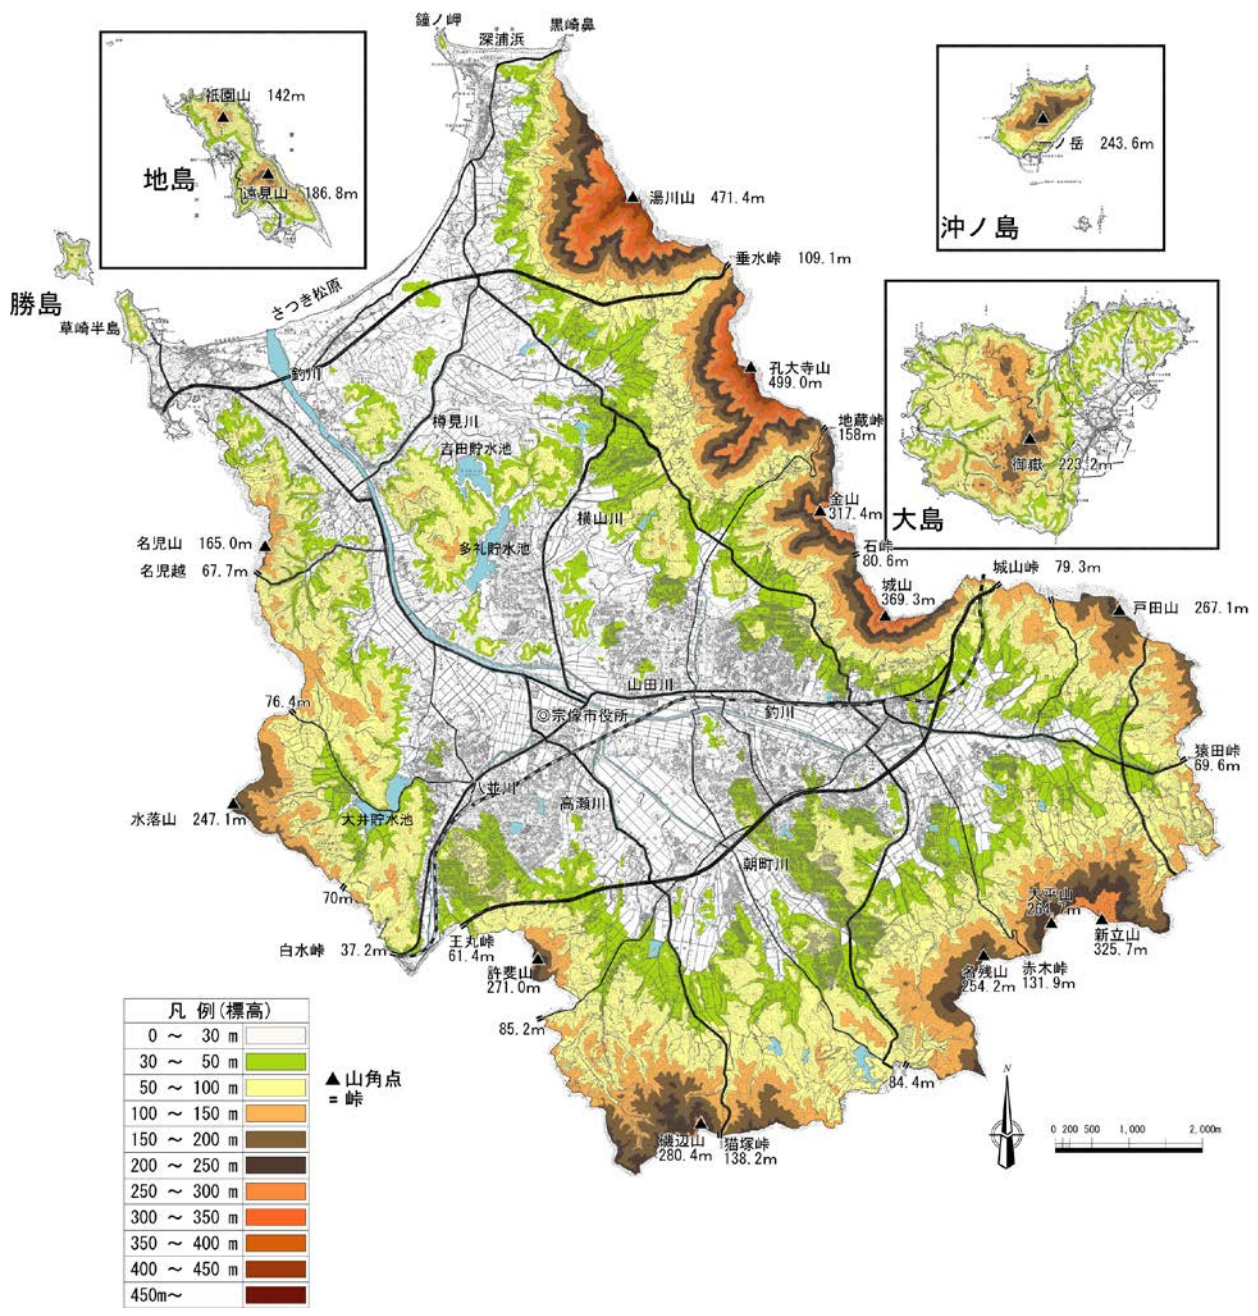 鐘ノ岬
黒崎鼻
深浦浜
祇園山 142m
地島
遠見山 186.8m
ノ岳 243.6m
沖ノ島
湯川山 471.4m
垂水峠 109.1m
勝島
草崎半島
さつき松原
釣川
孔大寺山
499.0m
樽見川
地蔵峠
158m
吉田貯水池
御嶽 223.2m
大島
金山
317.4m
横山川
名児山 165.0m
多礼貯水池
石峠
80.6m
名児越 67.7m
城山峠 79.3m
城山
369.3m
戸田山 267.1m
山田川
76.4m
◎宗像市役所
釣川
猿田峠
69.6m
八並川
高瀬川
水落山 247.1m
大井貯水池
朝町川
70m
大平山
264.7m
新立山
325.7m
白水峠 37.2m
王丸峠
61.4m
許斐山
271.0m
名残山
254.2m
赤木峠
131.9m
85.2m
84.4m
磯辺山
280.4m
猫塚峠
138.2m
凡 例(標高)
0 ～ 30 m
30 ～ 50 m
50 ～ 100 m
100 ～ 150 m
150 ～ 200 m
200 ～ 250 m
250 ～ 300 m
300 ～ 350 m
350 ～ 400 m
400 ～ 450 m
450m～
▲山角点
= 峠
N
0 200 500 1,000 2,000m